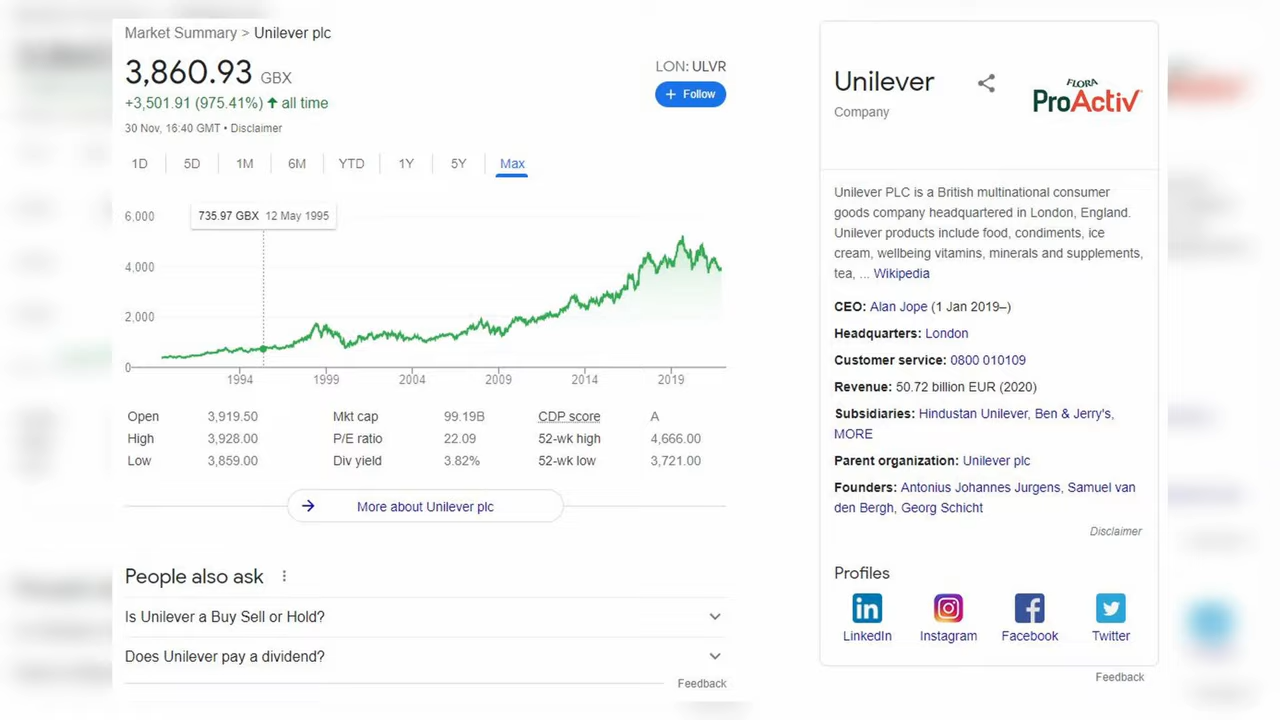 Market Summary > Unilever plc
3,860.93 GBX
LON: ULVR
+ Follow
+3,501.91 (975.41%) ↑ all time
30 Nov, 16:40 GMT • Disclaimer
1D 5D 1M 6M YTD 1Y 5Y Max
735.97 GBX 12 May 1995
6,000
4,000
2,000
0
1994 1999 2004 2009 2014 2019
Open 3,919.50 Mkt cap 99.19B CDP score A
High 3,928.00 P/E ratio 22.09 52-wk high 4,666.00
Low 3,859.00 Div yield 3.82% 52-wk low 3,721.00
→ More about Unilever plc
People also ask
Is Unilever a Buy Sell or Hold?
Does Unilever pay a dividend?
Feedback
Unilever
Company
FLORA
ProActiv
Unilever PLC is a British multinational consumer
goods company headquartered in London, England.
Unilever products include food, condiments, ice
cream, wellbeing vitamins, minerals and supplements,
tea, ... Wikipedia
CEO: Alan Jope (1 Jan 2019–)
Headquarters: London
Customer service: 0800 010109
Revenue: 50.72 billion EUR (2020)
Subsidiaries: Hindustan Unilever, Ben & Jerry's,
MORE
Parent organization: Unilever plc
Founders: Antonius Johannes Jurgens, Samuel van
den Bergh, Georg Schicht
Disclaimer
Profiles
LinkedIn Instagram Facebook Twitter
Feedback